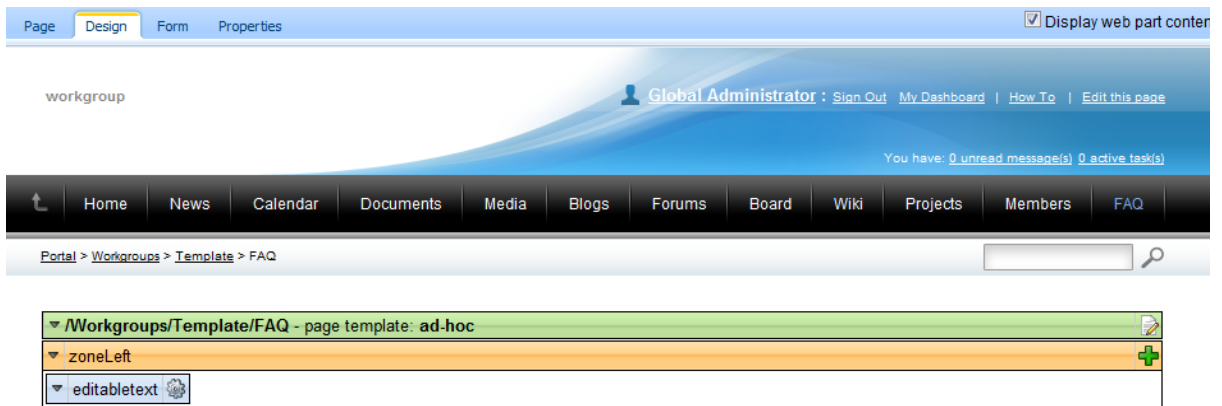 Page Design Form Properties Display web part conten
workgroup Global Administrator : Sign Out My Dashboard | How To | Edit this page
You have: 0 unread message(s) 0 active task(s)
Home News Calendar Documents Media Blogs Forums Board Wiki Projects Members FAQ
Portal > Workgroups > Template > FAQ
/Workgroups/Template/FAQ - page template: ad-hoc
zoneLeft
editabletext